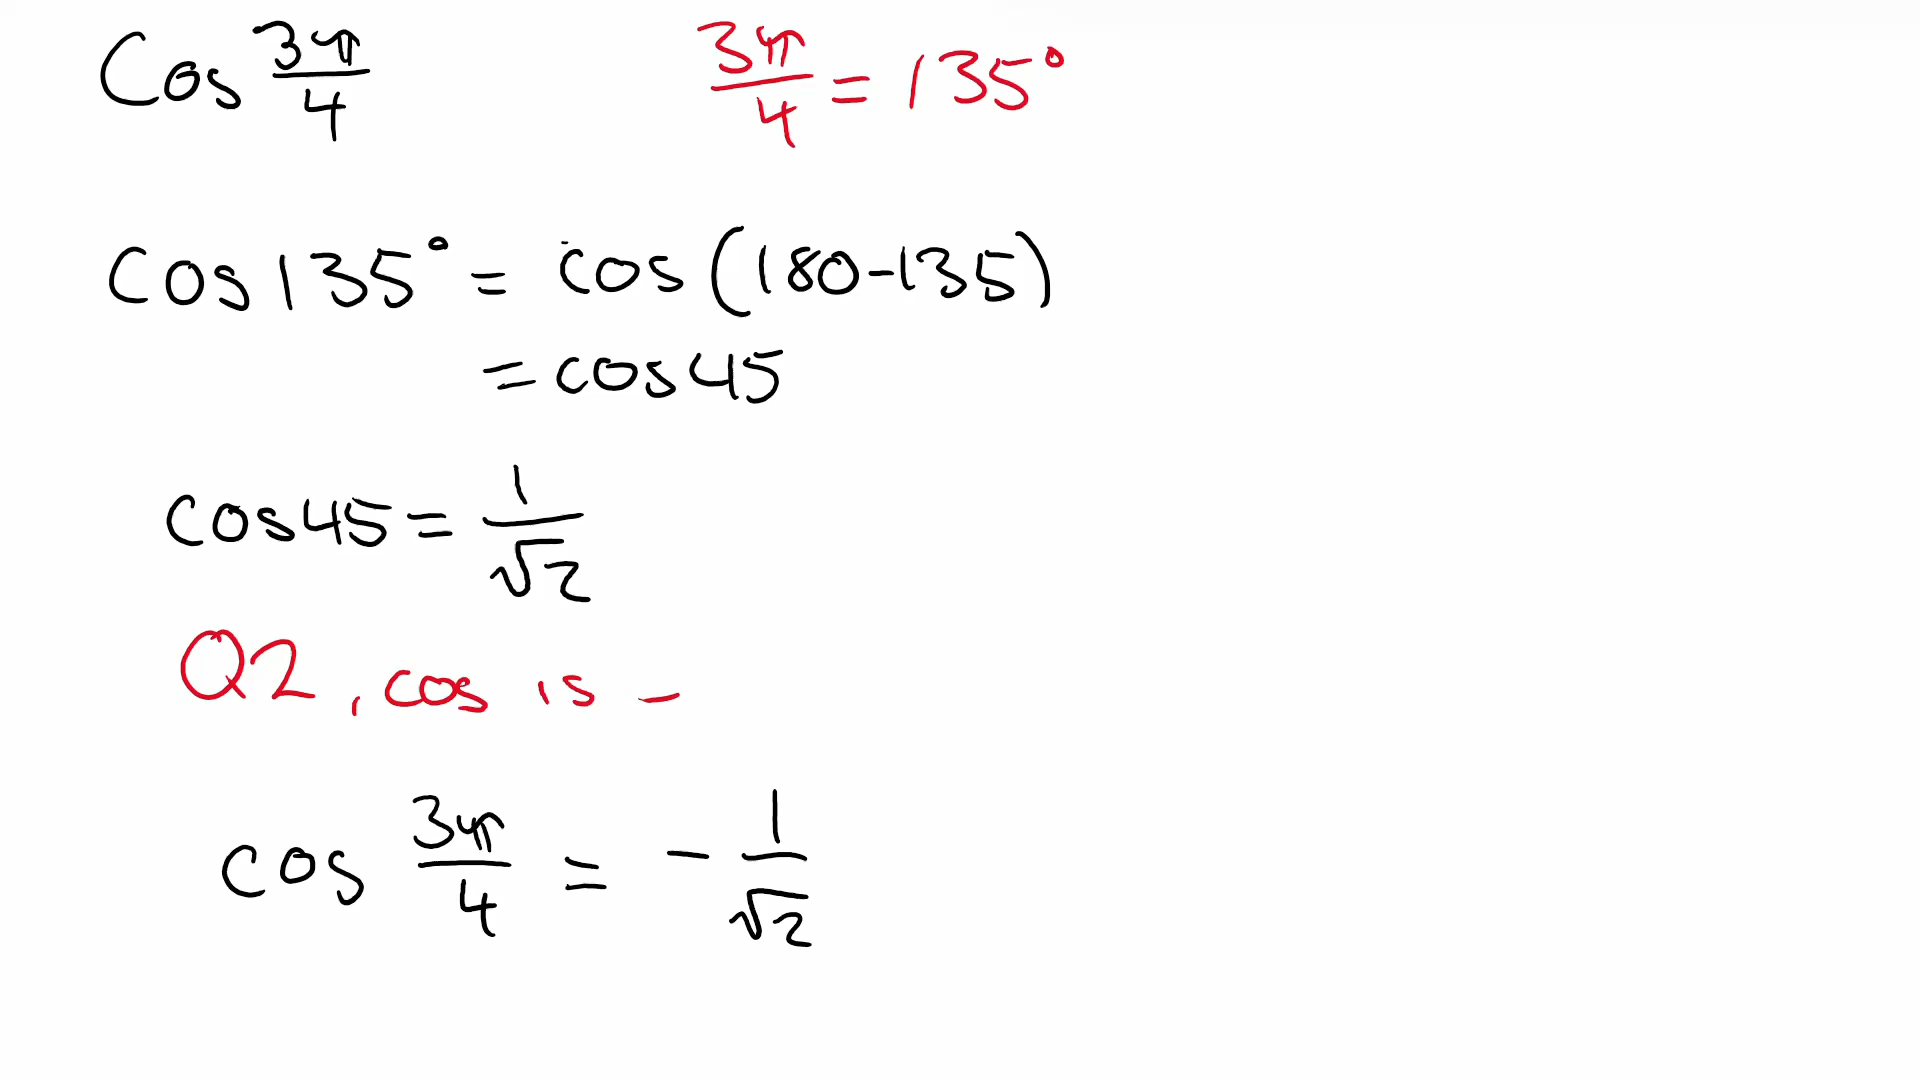 Cos 3π/4   3π/4 = 135°
cos 135° = cos (180-135)
= cos 45
cos 45 = 1/√2
Q2, cos is -
cos 3π/4 = - 1/√2